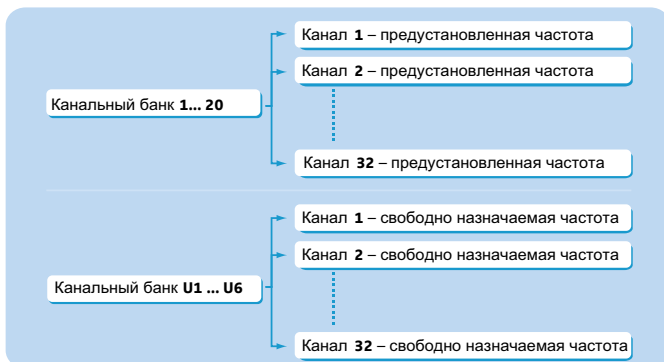 Канал 1 – предустановленная частота
Канал 2 – предустановленная частота
Канальный банк 1... 20
Канал 32 – предустановленная частота
Канал 1 – свободно назначаемая частота
Канал 2 – свободно назначаемая частота
Канальный банк U1 ... U6
Канал 32 – свободно назначаемая частота